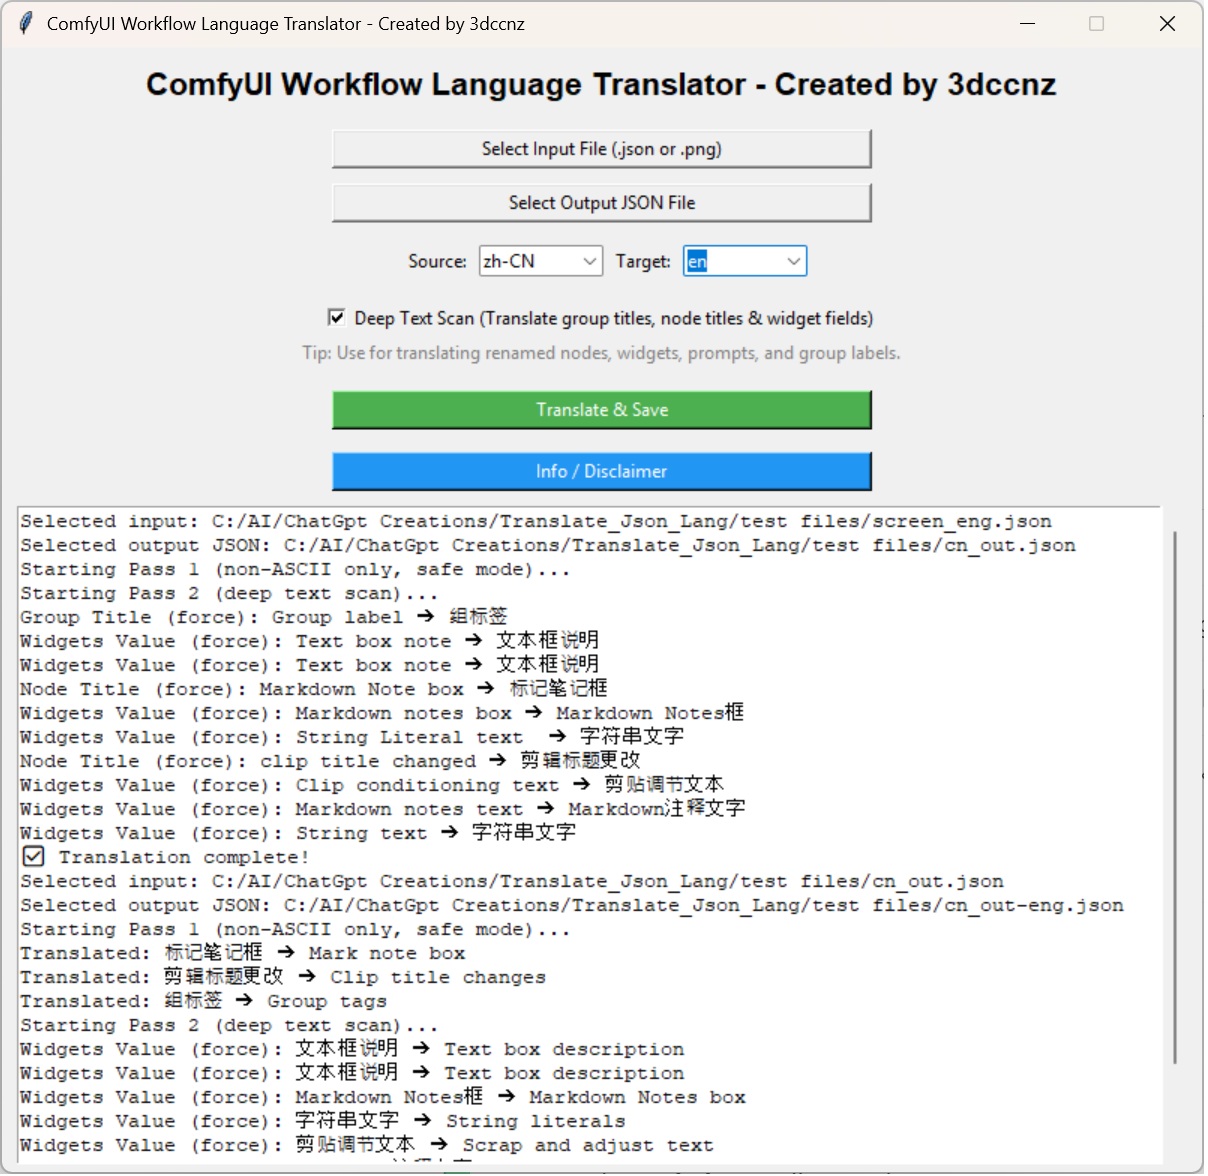 ComfyUI Workflow Language Translator - Created by 3dccnz
ComfyUI Workflow Language Translator - Created by 3dccnz
Select Input File (.json or .png)
Select Output JSON File
Source: zh-CN Target: en
Deep Text Scan (Translate group titles, node titles & widget fields)
Tip: Use for translating renamed nodes, widgets, prompts, and group labels.
Translate & Save
Info / Disclaimer
Selected input: C:/AI/ChatGpt Creations/Translate_Json_Lang/test files/screen_eng.json
Selected output JSON: C:/AI/ChatGpt Creations/Translate_Json_Lang/test files/cn_out.json
Starting Pass 1 (non-ASCII only, safe mode)...
Starting Pass 2 (deep text scan)...
Group Title (force): Group label → 组标签
Widgets Value (force): Text box note → 文本框说明
Widgets Value (force): Text box note → 文本框说明
Node Title (force): Markdown Note box → 标记笔记框
Widgets Value (force): Markdown notes box → Markdown Notes框
Widgets Value (force): String Literal text  → 字符串文字
Node Title (force): clip title changed → 剪辑标题更改
Widgets Value (force): Clip conditioning text → 剪贴调节文本
Widgets Value (force): Markdown notes text → Markdown注释文字
Widgets Value (force): String text → 字符串文字
☑ Translation complete!
Selected input: C:/AI/ChatGpt Creations/Translate_Json_Lang/test files/cn_out.json
Selected output JSON: C:/AI/ChatGpt Creations/Translate_Json_Lang/test files/cn_out-eng.json
Starting Pass 1 (non-ASCII only, safe mode)...
Translated: 标记笔记框 → Mark note box
Translated: 剪辑标题更改 → Clip title changes
Translated: 组标签 → Group tags
Starting Pass 2 (deep text scan)...
Widgets Value (force): 文本框说明 → Text box description
Widgets Value (force): 文本框说明 → Text box description
Widgets Value (force): Markdown Notes框 → Markdown Notes box
Widgets Value (force): 字符串文字 → String literals
Widgets Value (force): 剪贴调节文本 → Scrap and adjust text